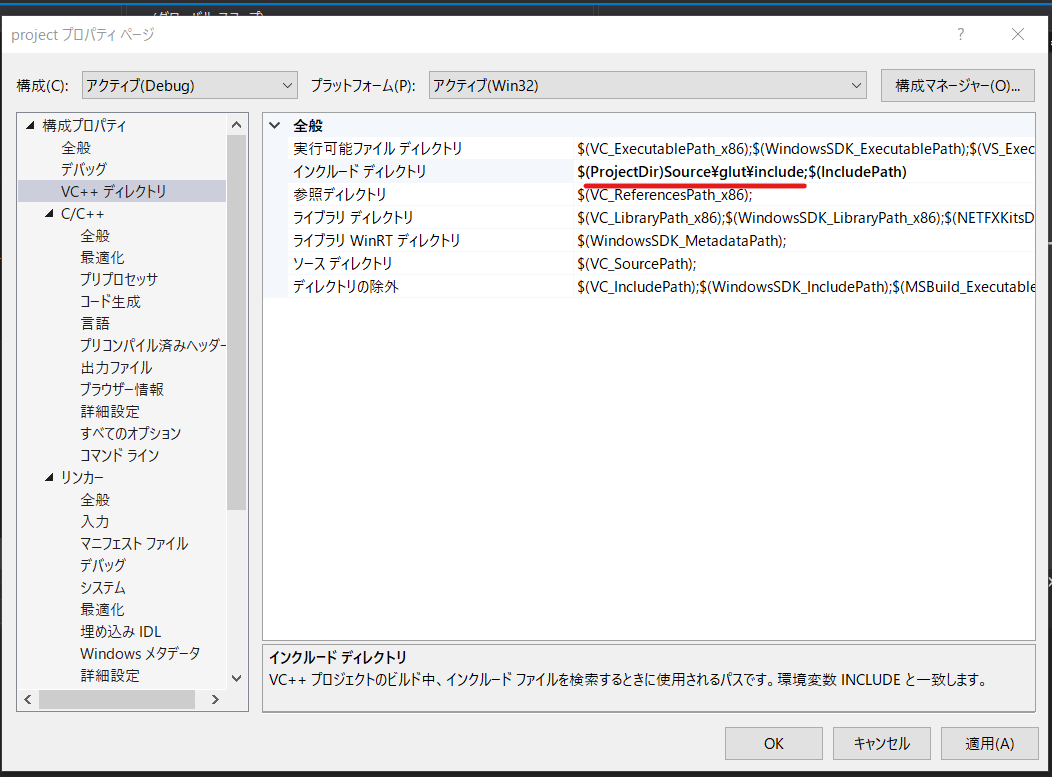 project プロパティ ページ
構成(C): アクティブ(Debug) プラットフォーム(P): アクティブ(Win32) 構成マネージャー(O)...
構成プロパティ
全般
デバッグ
VC++ ディレクトリ
C/C++
全般
最適化
プリプロセッサ
コード生成
言語
プリコンパイル済みヘッダー
出力ファイル
ブラウザー情報
詳細設定
すべてのオプション
コマンド ライン
リンカー
全般
入力
マニフェスト ファイル
デバッグ
システム
最適化
埋め込み IDL
Windows メタデータ
詳細設定
全般
実行可能ファイル ディレクトリ $(VC_ExecutablePath_x86);$(WindowsSDK_ExecutablePath);$(VS_Exec
インクルード ディレクトリ $(ProjectDir)Source¥glut¥include;$(IncludePath)
参照ディレクトリ $(VC_ReferencesPath_x86);
ライブラリ ディレクトリ $(VC_LibraryPath_x86);$(WindowsSDK_LibraryPath_x86);$(NETFXKitsD
ライブラリ WinRT ディレクトリ $(WindowsSDK_MetadataPath);
ソース ディレクトリ $(VC_SourcePath);
ディレクトリの除外 $(VC_IncludePath);$(WindowsSDK_IncludePath);$(MSBuild_Executable
インクルード ディレクトリ
VC++ プロジェクトのビルド中、インクルード ファイルを検索するときに使用されるパスです。環境変数 INCLUDE と一致します。
OK キャンセル 適用(A)